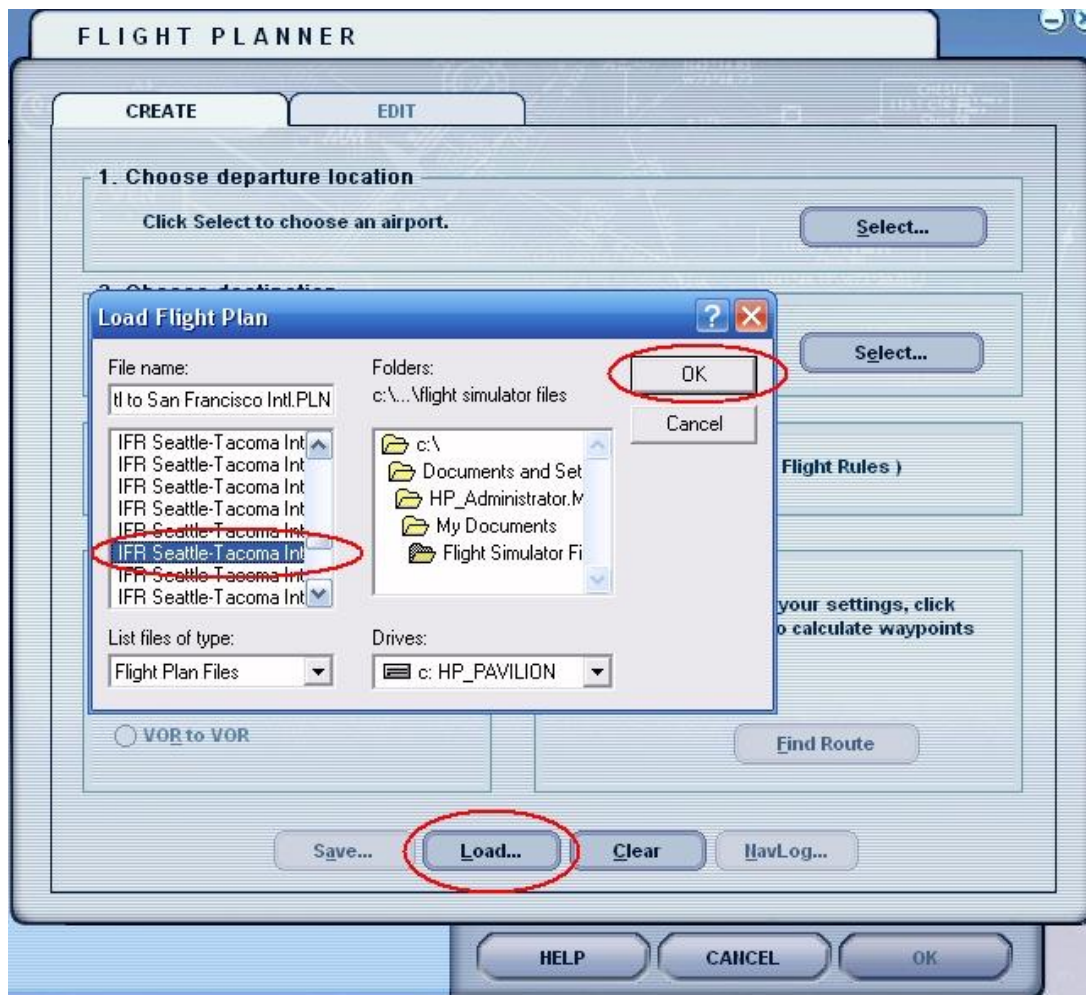 FLIGHT PLANNER
CREATE
EDIT
1. Choose departure location
Click Select to choose an airport.
Select...
2. Choose destination
Select...
Load Flight Plan
File name:
tl to San Francisco Intl.PLN
IFR Seattle-Tacoma Int
IFR Seattle-Tacoma Int
IFR Seattle-Tacoma Int
IFR Seattle-Tacoma Int
IFR Seattle-Tacoma Int
IFR Seattle-Tacoma Int
IFR Seattle-Tacoma Int
IFR Seattle-Tacoma Int
List files of type:
Flight Plan Files
Folders:
c:\...\flight simulator files
c:\
Documents and Set
HP_Administrator.M
My Documents
Flight Simulator Fi
Drives:
c: HP_PAVILION
OK
Cancel
Flight Rules )
your settings, click
o calculate waypoints
VOR to VOR
Find Route
Save...
Load...
Clear
NavLog...
HELP
CANCEL
OK